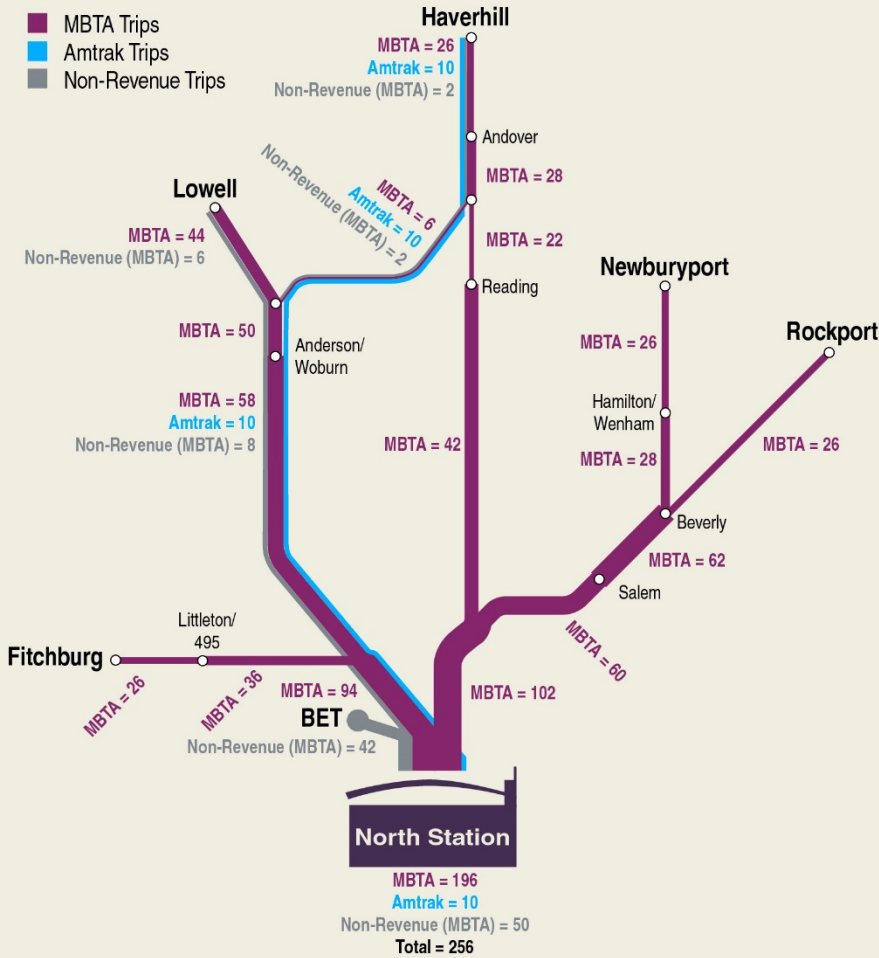 MBTA Trips
Amtrak Trips
Non-Revenue Trips
Haverhill
MBTA = 26
Amtrak = 10
Non-Revenue (MBTA) = 2
Andover
MBTA = 28
MBTA = 6
Amtrak = 10
Non-Revenue (MBTA) = 2
MBTA = 22
Reading
Lowell
MBTA = 44
Non-Revenue (MBTA) = 6
MBTA = 50
Anderson/
Woburn
MBTA = 58
Amtrak = 10
Non-Revenue (MBTA) = 8
MBTA = 42
Newburyport
MBTA = 26
Hamilton/
Wenham
MBTA = 28
Rockport
MBTA = 26
Beverly
MBTA = 62
Salem
MBTA = 60
Fitchburg
Littleton/
495
MBTA = 26
MBTA = 36
MBTA = 94
MBTA = 102
BET
Non-Revenue (MBTA) = 42
North Station
MBTA = 196
Amtrak = 10
Non-Revenue (MBTA) = 50
Total = 256